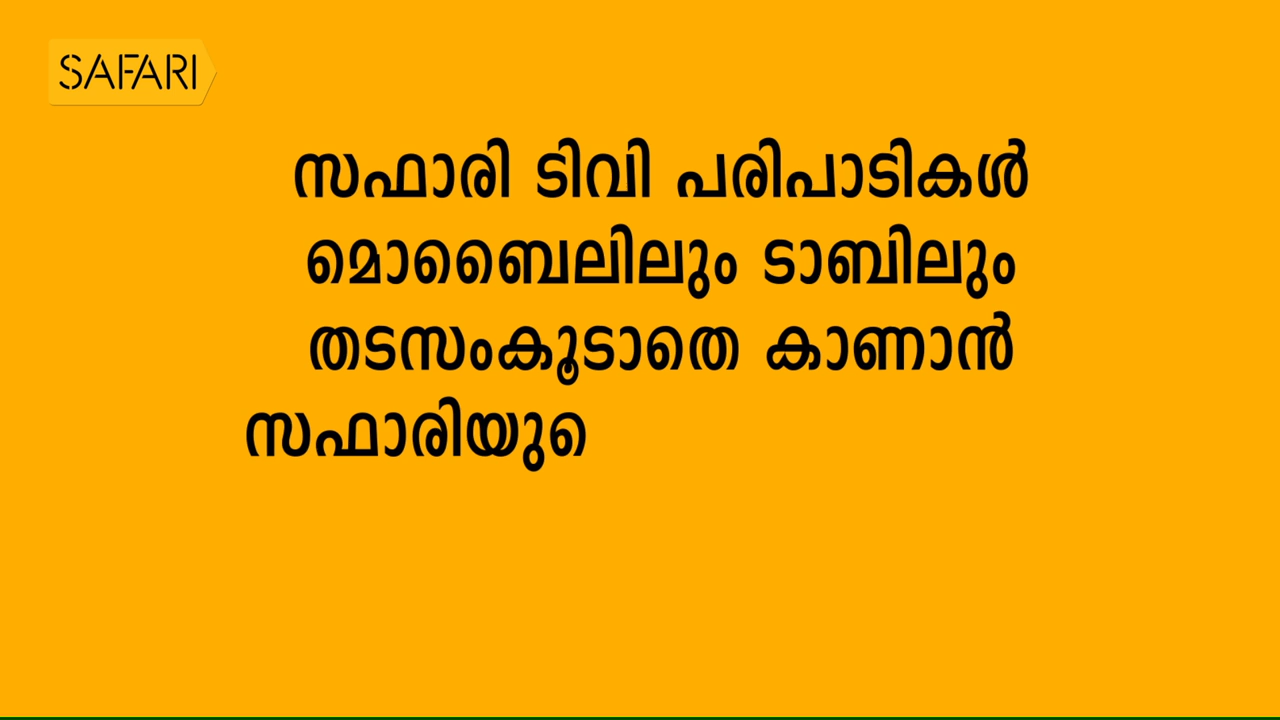 SAFARI
സഫാരി ടിവി പരിപാടികൾ
മൊബൈലിലും ടാബിലും
തടസംകൂടാതെ കാണാൻ
സഫാരിയുടെ